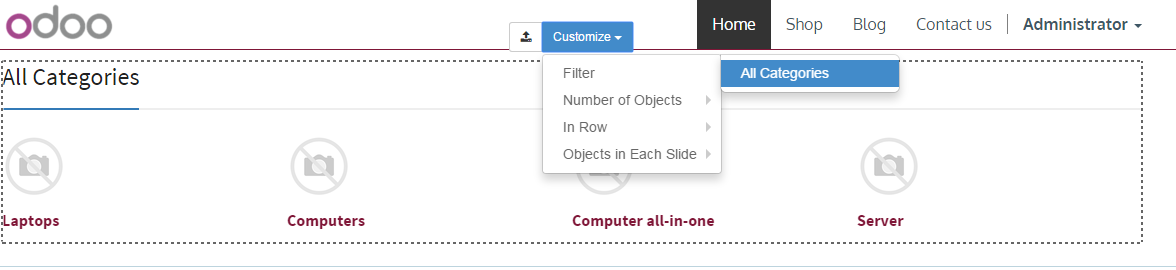 odoo
Customize
Home Shop Blog Contact us Administrator
All Categories
Filter
All Categories
Number of Objects
In Row
Objects in Each Slide
Laptops Computers Computer all-in-one Server